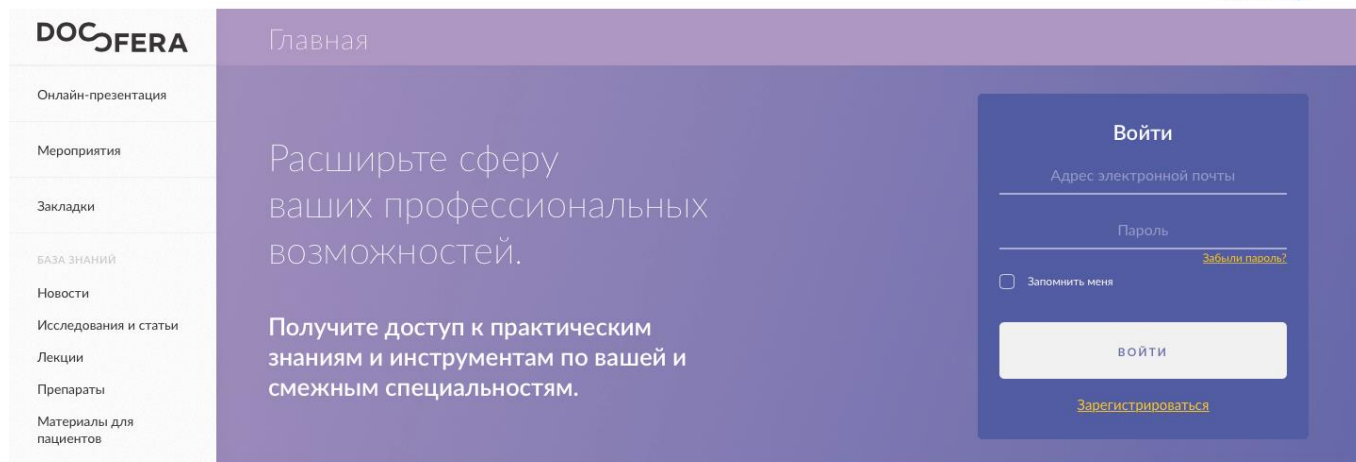 DOCSFERA
Онлайн-презентация
Мероприятия
Закладки
БАЗА ЗНАНИЙ
Новости
Исследования и статьи
Лекции
Препараты
Материалы для
пациентов
Главная
Расширьте сферу
ваших профессиональных
возможностей.
Получите доступ к практическим
знаниям и инструментам по вашей и
смежным специальностям.
Войти
Адрес электронной почты
Пароль
Забыли пароль?
Запомнить меня
ВОЙТИ
Зарегистрироваться